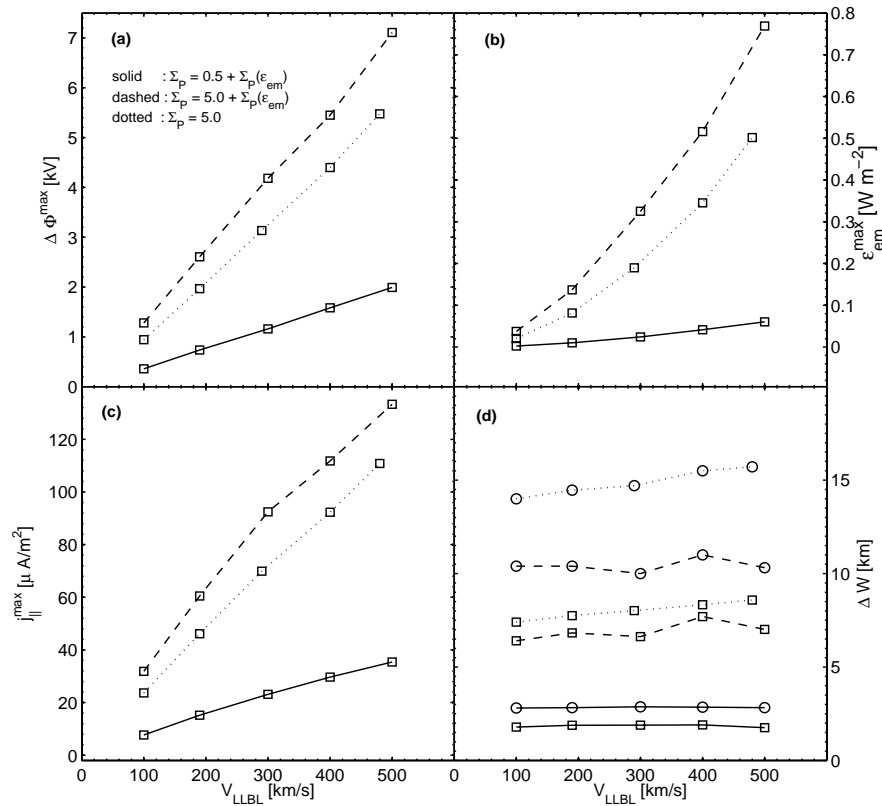 (a)
solid : Σ_P = 0.5 + Σ_P(ε_em)
dashed : Σ_P = 5.0 + Σ_P(ε_em)
dotted : Σ_P = 5.0
Δ Φ^max [kV]
0
1
2
3
4
5
6
7
(b)
ε_em^max [W m^−2]
0.8
0.7
0.6
0.5
0.4
0.3
0.2
0.1
0
(c)
j_||^max [μ A/m^2]
120
100
80
60
40
20
0
0 100 200 300 400 500
V_LLBL [km/s]
(d)
Δ W [km]
15
10
5
0
0 100 200 300 400 500
V_LLBL [km/s]